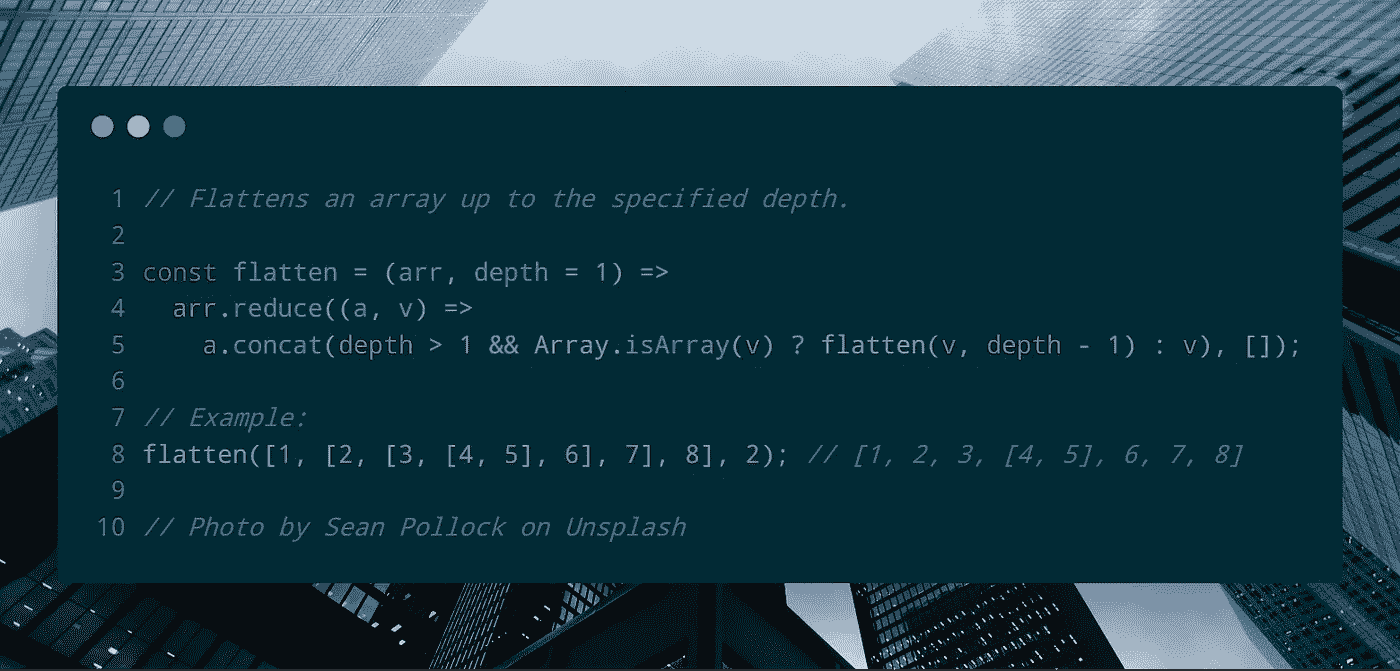 1 // Flattens an array up to the specified depth.
2
3 const flatten = (arr, depth = 1) =>
4   arr.reduce((a, v) =>
5     a.concat(depth > 1 && Array.isArray(v) ? flatten(v, depth - 1) : v), []);
6
7 // Example:
8 flatten([1, [2, [3, [4, 5], 6], 7], 8], 2); // [1, 2, 3, [4, 5], 6, 7, 8]
9
10 // Photo by Sean Pollock on Unsplash